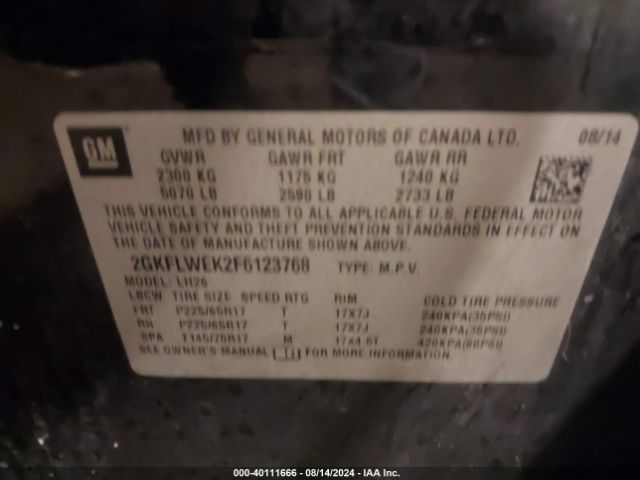 GM MFD BY GENERAL MOTORS OF CANADA LTD. 08/14
GVWR GAWR FRT GAWR RR
2300 KG 1175 KG 1240 KG
5070 LB 2590 LB 2733 LB
THIS VEHICLE CONFORMS TO ALL APPLICABLE U.S. FEDERAL MOTOR
VEHICLE SAFETY AND THEFT PREVENTION STANDARDS IN EFFECT ON
THE DATE OF MANUFACTURE SHOWN ABOVE.
2GKFLWEK2F6123768 TYPE: M.P.V.
MODEL: LH26
LBCW TIRE SIZE SPEED RTG RIM COLD TIRE PRESSURE
FRT P225/65R17 T 17X7J 240KPA(35PSI)
RR P225/65R17 T 17X7J 240KPA(35PSI)
SPA T145/70R17 M 17X4.5T 420KPA(60PSI)
SEE OWNER'S MANUAL FOR MORE INFORMATION.
000-40111666 - 08/14/2024 - IAA Inc.